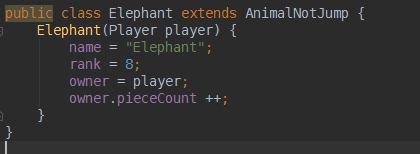 public class Elephant extends AnimalNotJump {
    Elephant(Player player) {
        name = "Elephant";
        rank = 8;
        owner = player;
        owner.pieceCount ++;
    }
}